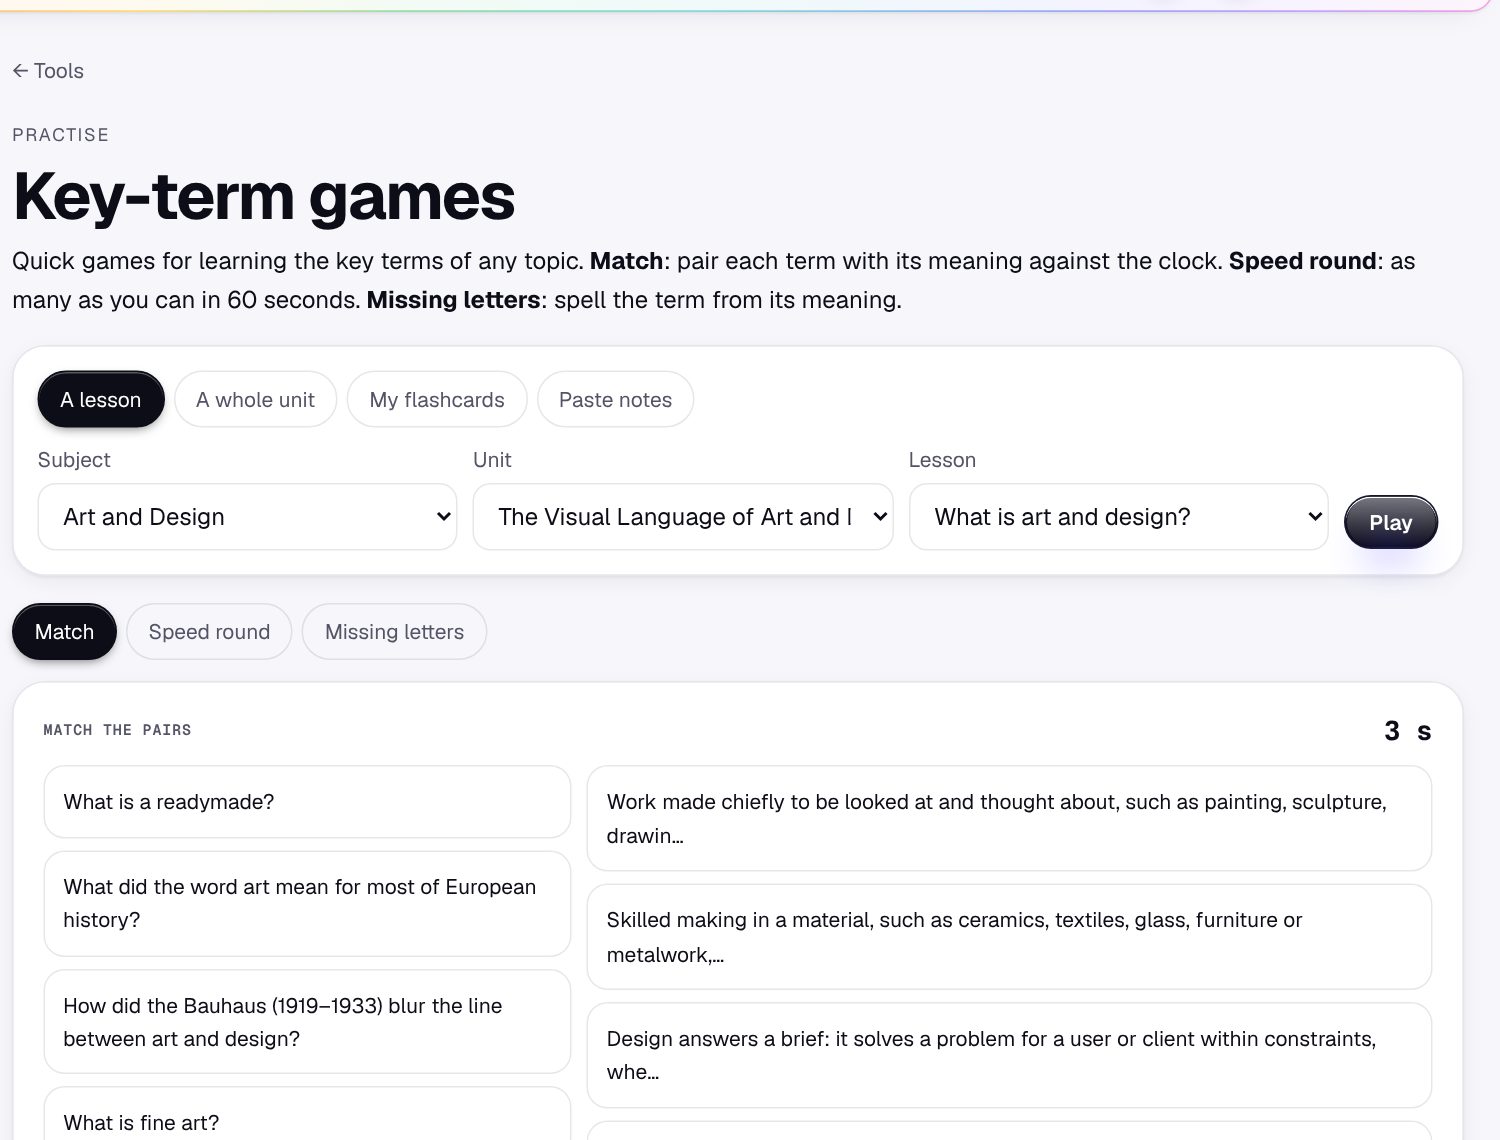 ← Tools
PRACTISE
Key-term games
Quick games for learning the key terms of any topic. Match: pair each term with its meaning against the clock. Speed round: as
many as you can in 60 seconds. Missing letters: spell the term from its meaning.
A lesson
A whole unit
My flashcards
Paste notes
Subject
Unit
Lesson
Art and Design
The Visual Language of Art and
What is art and design?
Play
Match
Speed round
Missing letters
MATCH THE PAIRS
3 s
What is a readymade?
What did the word art mean for most of European
history?
How did the Bauhaus (1919–1933) blur the line
between art and design?
What is fine art?
Work made chiefly to be looked at and thought about, such as painting, sculpture,
drawin…
Skilled making in a material, such as ceramics, textiles, glass, furniture or
metalwork,…
Design answers a brief: it solves a problem for a user or client within constraints,
whe…